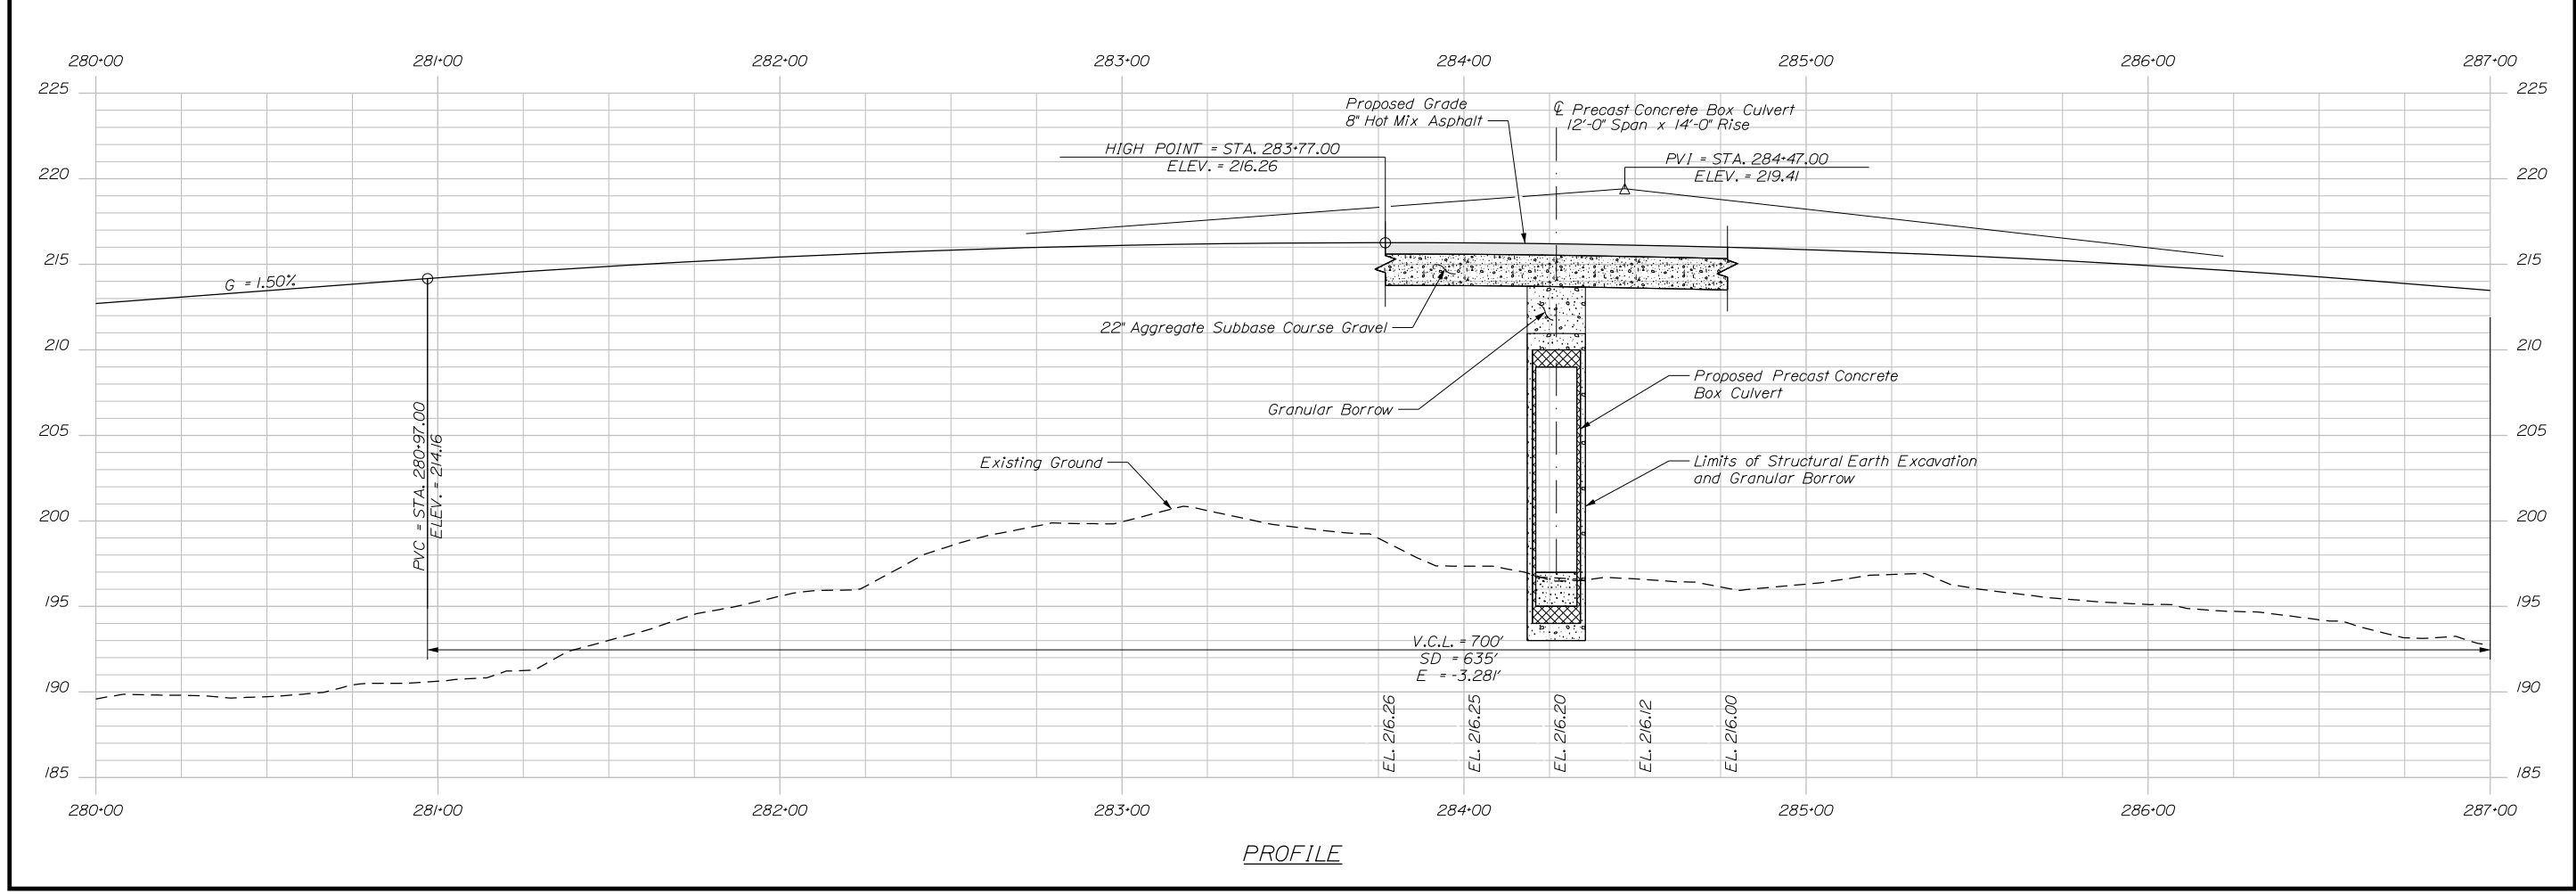 280+00 281+00 282+00 283+00 284+00 285+00 286+00 287+00
225 225
Proposed Grade
8" Hot Mix Asphalt
℄ Precast Concrete Box Culvert
12'-0" Span x 14'-0" Rise
HIGH POINT = STA. 283+77.00
ELEV. = 216.26
PVI = STA. 284+47.00
ELEV. = 219.41
220 220
215 215
G = 1.50%
22" Aggregate Subbase Course Gravel
210 210
Proposed Precast Concrete
Box Culvert
Granular Borrow
205 205
PVC = STA. 280+97.00
ELEV. = 214.16
Existing Ground
Limits of Structural Earth Excavation
and Granular Borrow
200 200
195 195
V.C.L. = 700'
SD = 635'
E = -3.281'
190 190
EL. 216.26
EL. 216.25
EL. 216.20
EL. 216.12
EL. 216.00
185 185
280+00 281+00 282+00 283+00 284+00 285+00 286+00 287+00
PROFILE